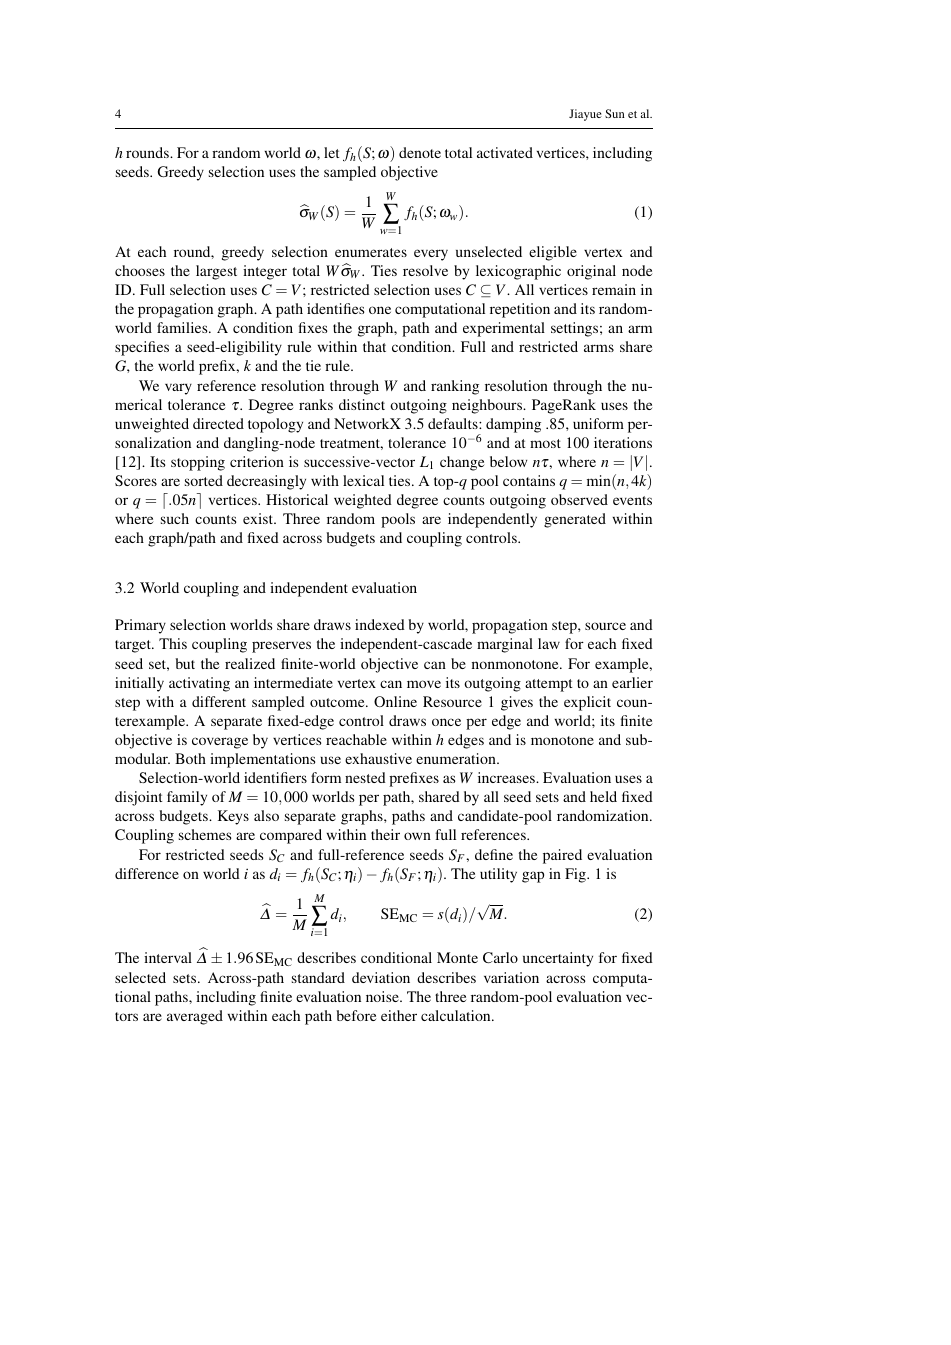 4 Jiayue Sun et al.
h rounds. For a random world ω, let f_h(S;ω) denote total activated vertices, including
seeds. Greedy selection uses the sampled objective
σ̂_W(S) = 1/W ∑_{w=1}^{W} f_h(S;ω_w). (1)
At each round, greedy selection enumerates every unselected eligible vertex and
chooses the largest integer total Wσ̂_W. Ties resolve by lexicographic original node
ID. Full selection uses C = V; restricted selection uses C ⊆ V. All vertices remain in
the propagation graph. A path identifies one computational repetition and its random-
world families. A condition fixes the graph, path and experimental settings; an arm
specifies a seed-eligibility rule within that condition. Full and restricted arms share
G, the world prefix, k and the tie rule.
We vary reference resolution through W and ranking resolution through the nu-
merical tolerance τ. Degree ranks distinct outgoing neighbours. PageRank uses the
unweighted directed topology and NetworkX 3.5 defaults: damping .85, uniform per-
sonalization and dangling-node treatment, tolerance 10⁻⁶ and at most 100 iterations
[12]. Its stopping criterion is successive-vector L₁ change below nτ, where n = |V|.
Scores are sorted decreasingly with lexical ties. A top-q pool contains q = min(n,4k)
or q = ⌈.05n⌉ vertices. Historical weighted degree counts outgoing observed events
where such counts exist. Three random pools are independently generated within
each graph/path and fixed across budgets and coupling controls.
3.2 World coupling and independent evaluation
Primary selection worlds share draws indexed by world, propagation step, source and
target. This coupling preserves the independent-cascade marginal law for each fixed
seed set, but the realized finite-world objective can be nonmonotone. For example,
initially activating an intermediate vertex can move its outgoing attempt to an earlier
step with a different sampled outcome. Online Resource 1 gives the explicit coun-
terexample. A separate fixed-edge control draws once per edge and world; its finite
objective is coverage by vertices reachable within h edges and is monotone and sub-
modular. Both implementations use exhaustive enumeration.
Selection-world identifiers form nested prefixes as W increases. Evaluation uses a
disjoint family of M = 10,000 worlds per path, shared by all seed sets and held fixed
across budgets. Keys also separate graphs, paths and candidate-pool randomization.
Coupling schemes are compared within their own full references.
For restricted seeds S_C and full-reference seeds S_F, define the paired evaluation
difference on world i as d_i = f_h(S_C;η_i) − f_h(S_F;η_i). The utility gap in Fig. 1 is
Δ̂ = 1/M ∑_{i=1}^{M} d_i, SE_MC = s(d_i)/√M. (2)
The interval Δ̂ ± 1.96 SE_MC describes conditional Monte Carlo uncertainty for fixed
selected sets. Across-path standard deviation describes variation across computa-
tional paths, including finite evaluation noise. The three random-pool evaluation vec-
tors are averaged within each path before either calculation.